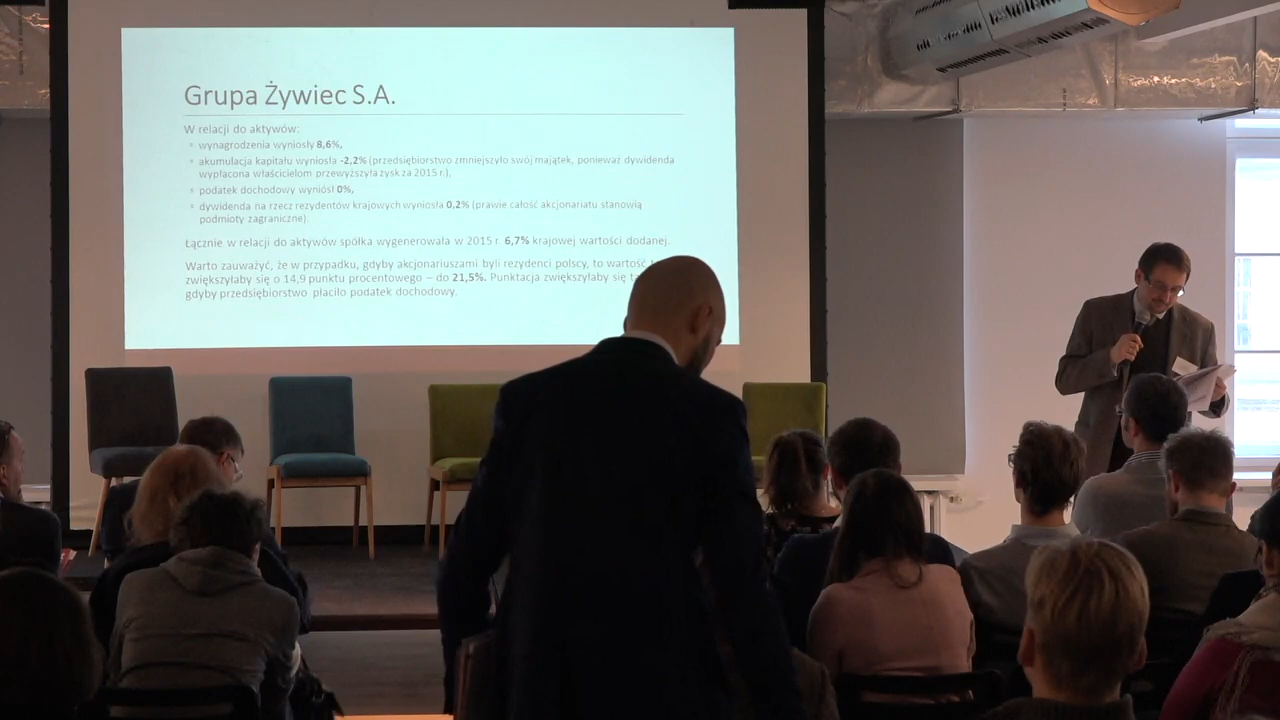 Grupa Żywiec S.A.
W relacji do aktywów:
wynagrodzenia wyniosły 8,6%,
akumulacja kapitału wyniosła -2,2% (przedsiębiorstwo zmniejszyło swój majątek, ponieważ dywidenda
wypłacona właścicielom przewyższyła zysk za 2015 r.),
podatek dochodowy wyniósł 0%,
dywidenda na rzecz rezydentów krajowych wyniosła 0,2% (prawie całość akcjonariatu stanowią
podmioty zagraniczne).
Łącznie w relacji do aktywów spółka wygenerowała w 2015 r. 6,7% krajowej wartości dodanej.
Warto zauważyć, że w przypadku, gdyby akcjonariuszami byli rezydenci polscy, to wartość
zwiększyłaby się o 14,9 punktu procentowego – do 21,5%. Punktacja zwiększyłaby się
gdyby przedsiębiorstwo płaciło podatek dochodowy.